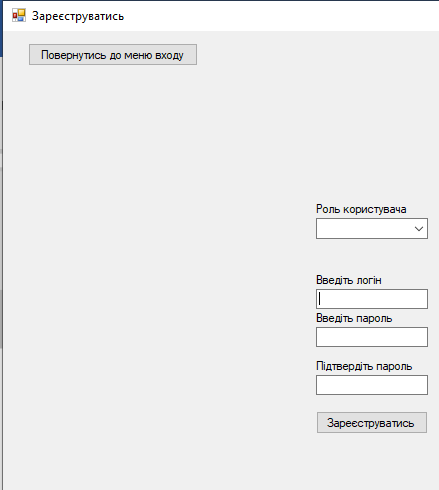 Зареєструватись
Повернутись до меню входу
Роль користувача
Введіть логін
Введіть пароль
Підтвердіть пароль
Зареєструватись